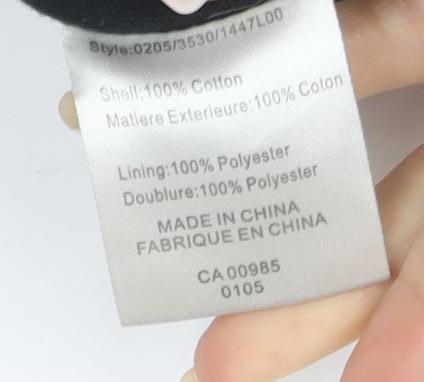 Style:0205/3530/1447L00
Shell:100% Cotton
Matiere Exterieure:100% Coton
Lining:100% Polyester
Doublure:100% Polyester
MADE IN CHINA
FABRIQUE EN CHINA
CA 00985
0105